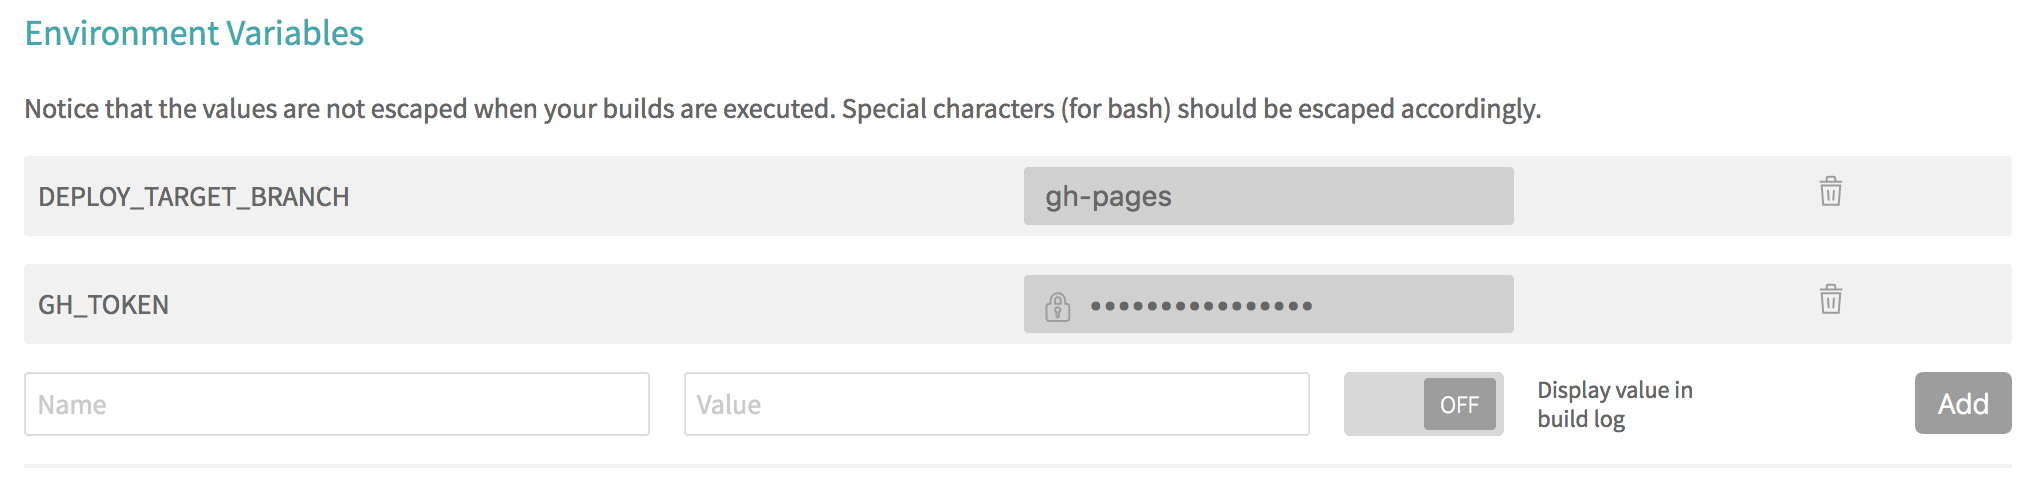 Environment Variables
Notice that the values are not escaped when your builds are executed. Special characters (for bash) should be escaped accordingly.
DEPLOY_TARGET_BRANCH gh-pages
GH_TOKEN ••••••••••••••••
Name Value OFF Display value in
build log Add